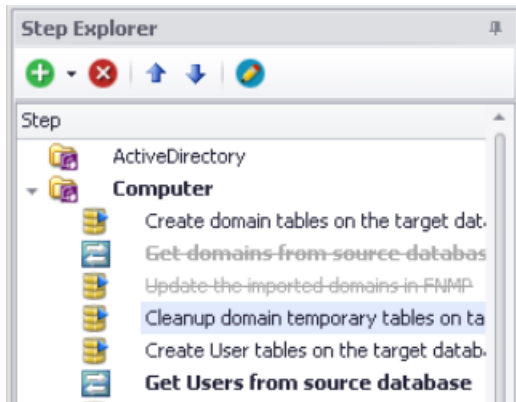 Step Explorer
Step
ActiveDirectory
Computer
Create domain tables on the target dat
Get domains from source databas
Update the imported domains in FNMP
Cleanup domain temporary tables on ta
Create User tables on the target datab
Get Users from source database